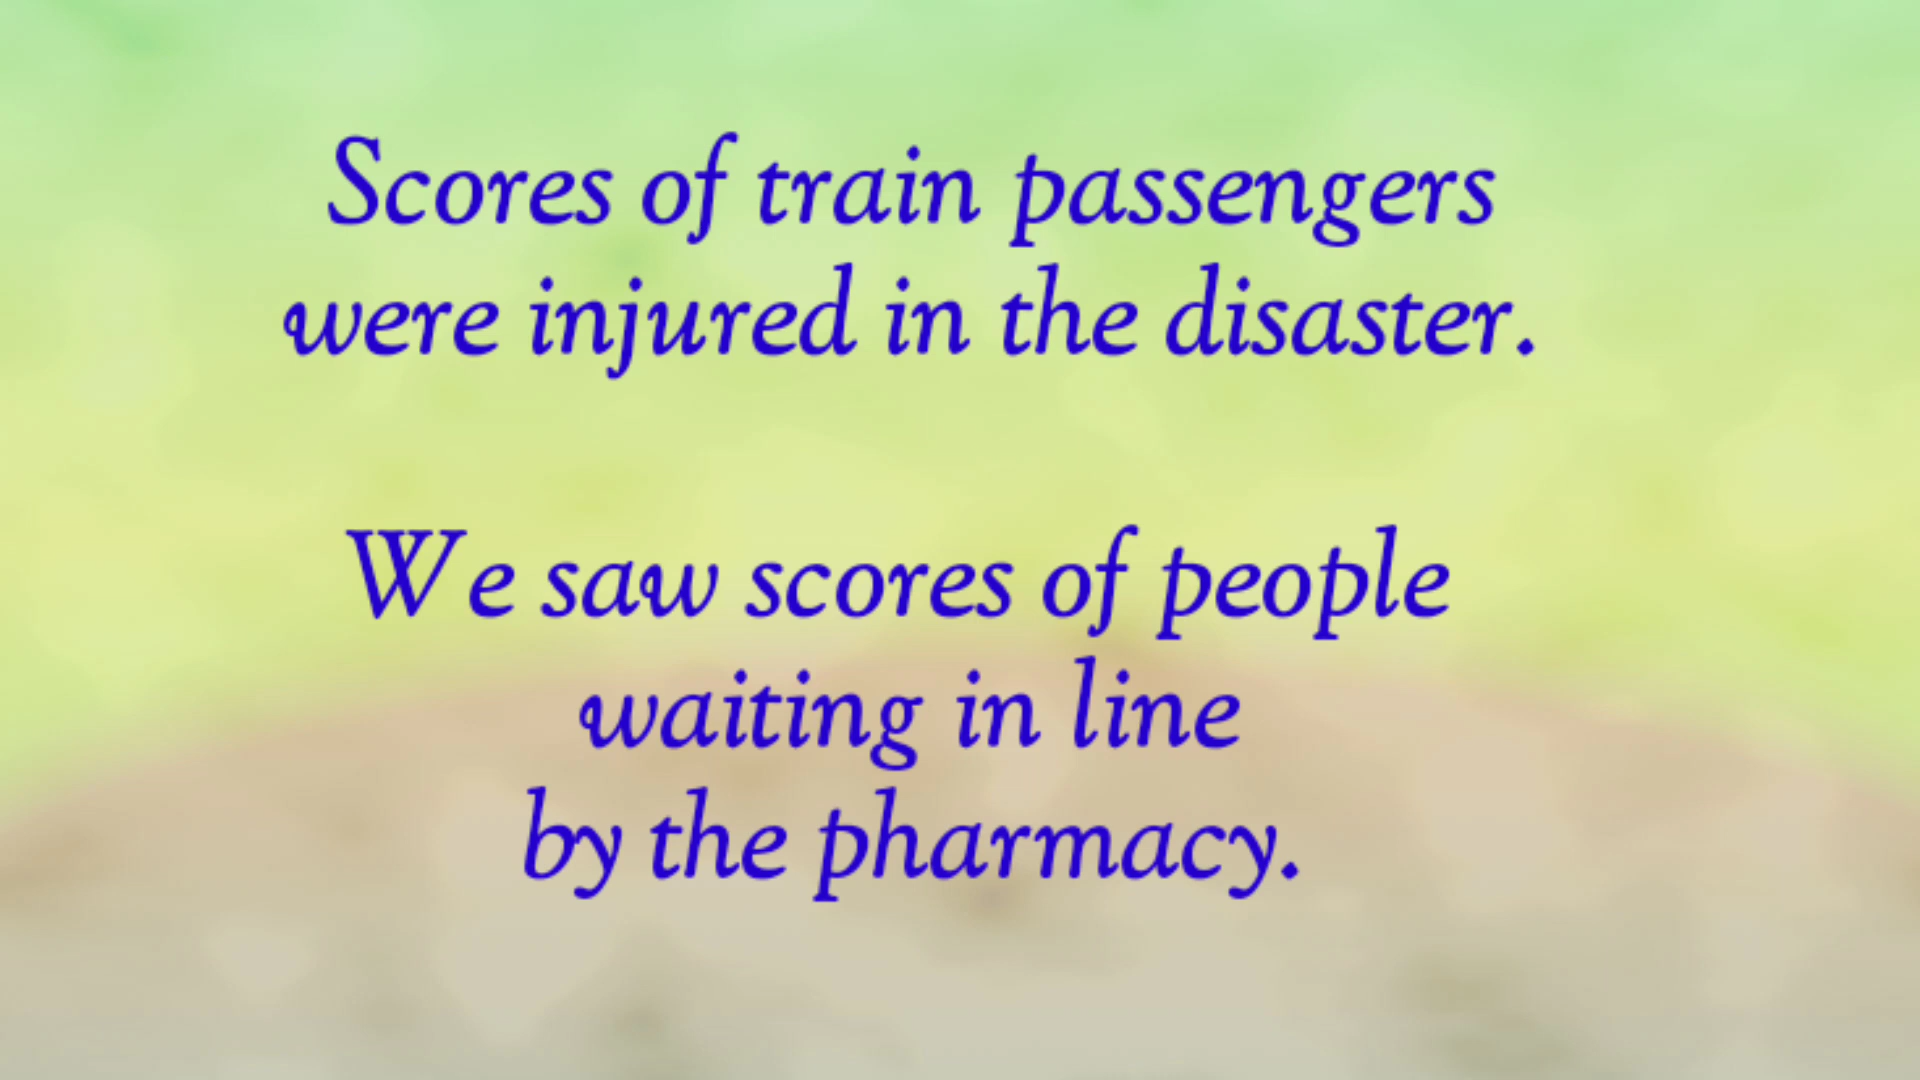 Scores of train passengers
were injured in the disaster.
We saw scores of people
waiting in line
by the pharmacy.